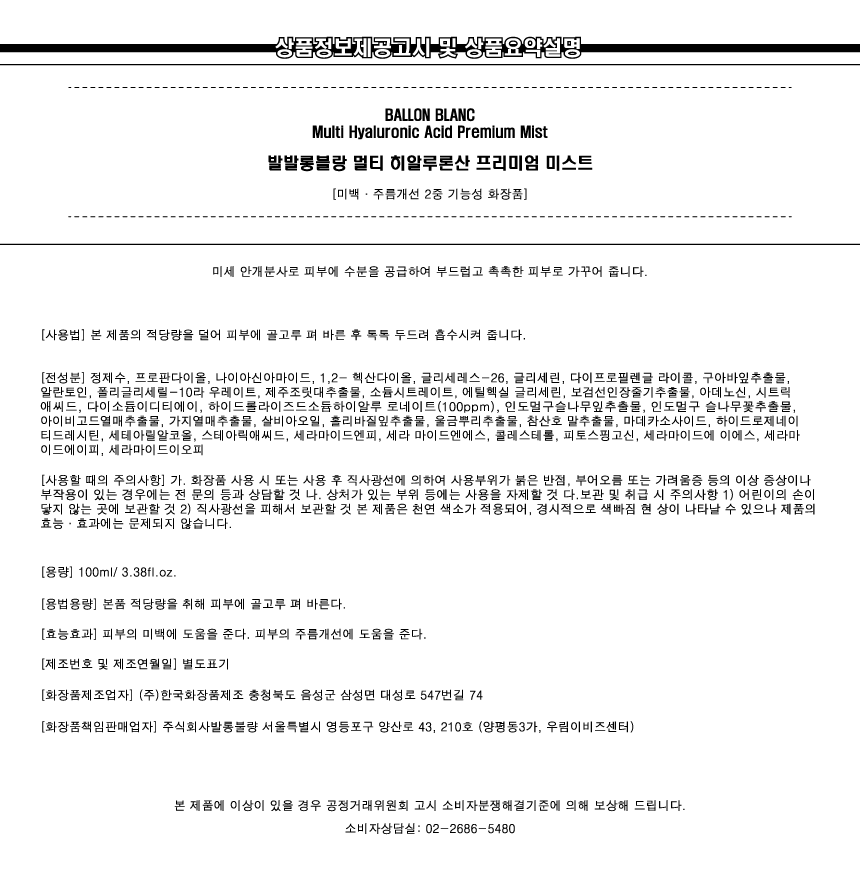 상품정보제공고시 및 상품요약설명
BALLON BLANC
Multi Hyaluronic Acid Premium Mist
발발롱블랑 멀티 히알루론산 프리미엄 미스트
[미백 · 주름개선 2중 기능성 화장품]
미세 안개분사로 피부에 수분을 공급하여 부드럽고 촉촉한 피부로 가꾸어 줍니다.
[사용법] 본 제품의 적당량을 덜어 피부에 골고루 펴 바른 후 톡톡 두드려 흡수시켜 줍니다.
[전성분] 정제수, 프로판다이올, 나이아신아마이드, 1,2- 헥산다이올, 글리세레스-26, 글리세린, 다이프로필렌글 라이콜, 구아바잎추출물,
알란토인, 폴리글리세릴-10라 우레이트, 제주조릿대추출물, 소듐시트레이트, 에틸헥실 글리세린, 보검선인장줄기추출물, 아데노신, 시트릭
애씨드, 다이소듐이디티에이, 하이드롤라이즈드소듐하이알루 로네이트(100ppm), 인도멀구슬나무잎추출물, 인도멀구 슬나무꽃추출물,
아이비고드열매추출물, 가지열매추출물, 살비아오일, 홀리바질잎추출물, 울금뿌리추출물, 참산호 말추출물, 마데카소사이드, 하이드로제네이
티드레시틴, 세테아릴알코올, 스테아릭애씨드, 세라마이드엔피, 세라 마이드엔에스, 콜레스테롤, 피토스핑고신, 세라마이드에 이에스, 세라마
이드에이피, 세라마이드이오피
[사용할 때의 주의사항] 가. 화장품 사용 시 또는 사용 후 직사광선에 의하여 사용부위가 붉은 반점, 부어오름 또는 가려움증 등의 이상 증상이나
부작용이 있는 경우에는 전 문의 등과 상담할 것 나. 상처가 있는 부위 등에는 사용을 자제할 것 다.보관 및 취급 시 주의사항 1) 어린이의 손이
닿지 않는 곳에 보관할 것 2) 직사광선을 피해서 보관할 것 본 제품은 천연 색소가 적용되어, 경시적으로 색빠짐 현 상이 나타날 수 있으나 제품의
효능 · 효과에는 문제되지 않습니다.
[용량] 100ml/ 3.38fl.oz.
[용법용량] 본품 적당량을 취해 피부에 골고루 펴 바른다.
[효능효과] 피부의 미백에 도움을 준다. 피부의 주름개선에 도움을 준다.
[제조번호 및 제조연월일] 별도표기
[화장품제조업자] (주)한국화장품제조 충청북도 음성군 삼성면 대성로 547번길 74
[화장품책임판매업자] 주식회사발롱블랑 서울특별시 영등포구 양산로 43, 210호 (양평동3가, 우림이비즈센터)
본 제품에 이상이 있을 경우 공정거래위원회 고시 소비자분쟁해결기준에 의해 보상해 드립니다.
소비자상담실: 02-2686-5480